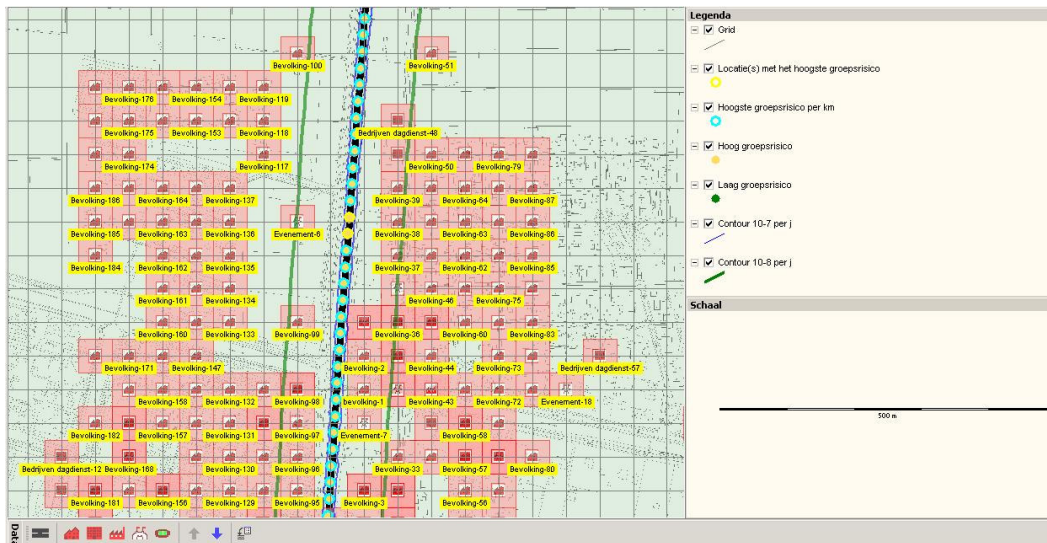 Legenda
Grid
Locatie(s) met het hoogste groepsrisico
Hoogste groepsrisico per km
Hoog groepsrisico
Laag groepsrisico
Contour 10-7 per j
Contour 10-8 per j
Schaal
500 m
Bevolking-100 Bevolking-51
Bevolking-176 Bevolking-154 Bevolking-119
Bevolking-175 Bevolking-153 Bevolking-118 Bedrijven dagdienst-48
Bevolking-174 Bevolking-117 Bevolking-50 Bevolking-79
Bevolking-186 Bevolking-164 Bevolking-137 Bevolking-39 Bevolking-64 Bevolking-87
Bevolking-185 Bevolking-163 Bevolking-136 Evenement-6 Bevolking-38 Bevolking-63 Bevolking-86
Bevolking-184 Bevolking-162 Bevolking-135 Bevolking-37 Bevolking-62 Bevolking-85
Bevolking-161 Bevolking-134 Bevolking-46 Bevolking-75
Bevolking-160 Bevolking-133 Bevolking-99 Bevolking-36 Bevolking-60 Bevolking-83
Bevolking-171 Bevolking-147 Bevolking-2 Bevolking-44 Bevolking-73 Bedrijven dagdienst-57
Bevolking-158 Bevolking-132 Bevolking-98 bevolking-1 Bevolking-43 Bevolking-72 Evenement-18
Bevolking-182 Bevolking-157 Bevolking-131 Bevolking-97 Evenement-7 Bevolking-58
Bedrijven dagdienst-12 Bevolking-168 Bevolking-130 Bevolking-96 Bevolking-33 Bevolking-57 Bevolking-80
Bevolking-181 Bevolking-156 Bevolking-129 Bevolking-95 Bevolking-3 Bevolking-56
Data